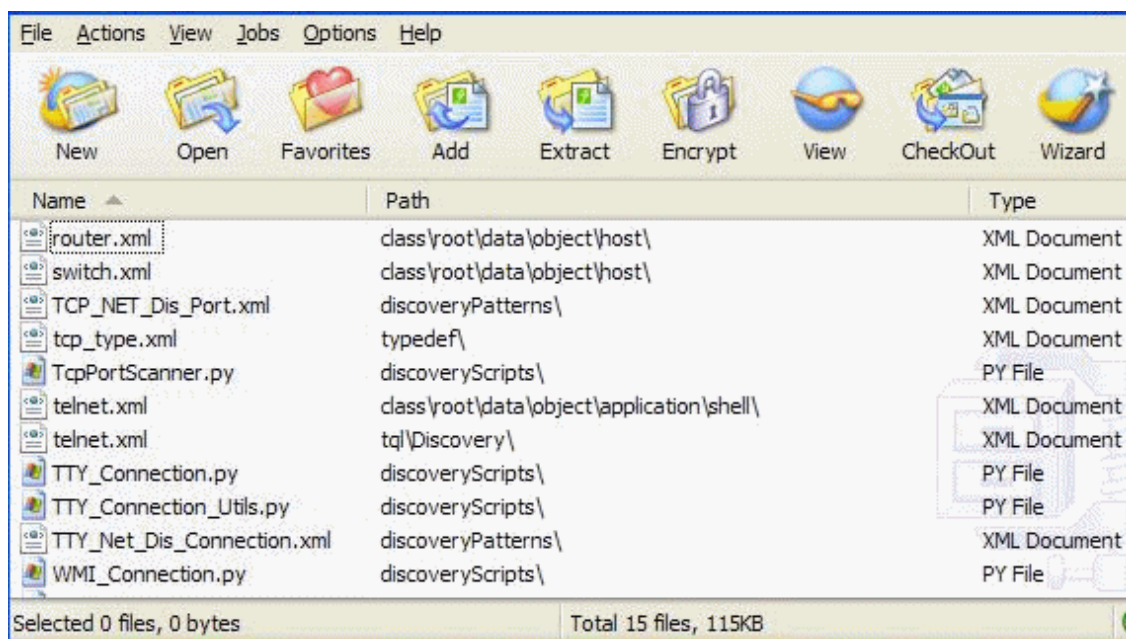 File Actions View Jobs Options Help
New Open Favorites Add Extract Encrypt View CheckOut Wizard
Name Path Type
router.xml class\root\data\object\host\ XML Document
switch.xml class\root\data\object\host\ XML Document
TCP_NET_Dis_Port.xml discoveryPatterns\ XML Document
tcp_type.xml typedef\ XML Document
TcpPortScanner.py discoveryScripts\ PY File
telnet.xml class\root\data\object\application\shell\ XML Document
telnet.xml tql\Discovery\ XML Document
TTY_Connection.py discoveryScripts\ PY File
TTY_Connection_Utils.py discoveryScripts\ PY File
TTY_Net_Dis_Connection.xml discoveryPatterns\ XML Document
WMI_Connection.py discoveryScripts\ PY File
Selected 0 files, 0 bytes Total 15 files, 115KB